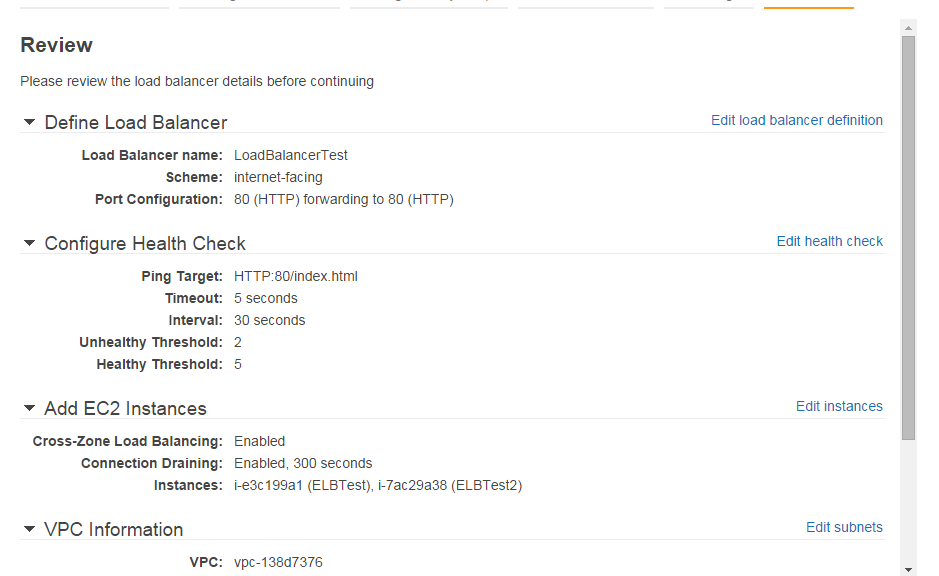 Review
Please review the load balancer details before continuing
Define Load Balancer Edit load balancer definition
Load Balancer name: LoadBalancerTest
Scheme: internet-facing
Port Configuration: 80 (HTTP) forwarding to 80 (HTTP)
Configure Health Check Edit health check
Ping Target: HTTP:80/index.html
Timeout: 5 seconds
Interval: 30 seconds
Unhealthy Threshold: 2
Healthy Threshold: 5
Add EC2 Instances Edit instances
Cross-Zone Load Balancing: Enabled
Connection Draining: Enabled, 300 seconds
Instances: i-e3c199a1 (ELBTest), i-7ac29a38 (ELBTest2)
VPC Information Edit subnets
VPC: vpc-138d7376